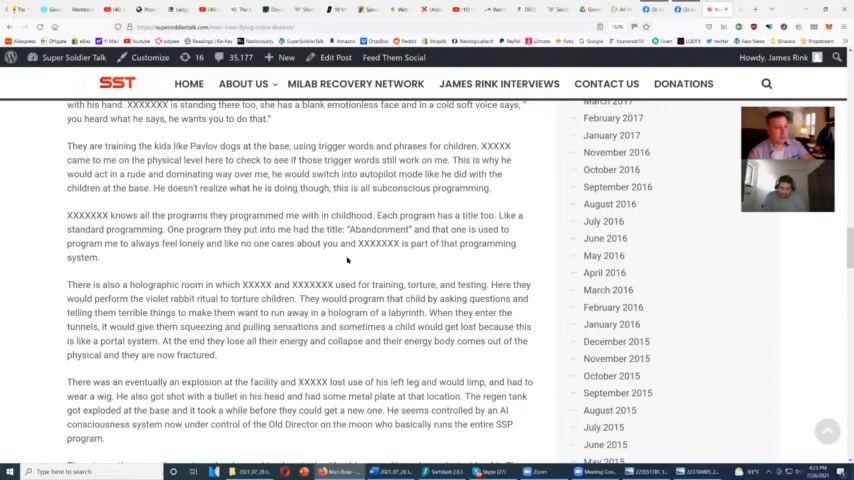 https://supersoldiertalk.com/
Super Soldier Talk
Customize
16
35,177
New
Edit Post
Feed Them Social
Howdy, James Rink
SST
HOME
ABOUT US
MILAB RECOVERY NETWORK
JAMES RINK INTERVIEWS
CONTACT US
DONATIONS
with his hand. XXXXXXX is standing there too, she has a blank emotionless face and in a cold soft voice says, "
you heard what he says, he wants you to do that."
They are training the kids like Pavlov dogs at the base, using trigger words and phrases for children. XXXXX
came to me on the physical level here to check to see if those trigger words still work on me. This is why he
would act in a rude and dominating way over me, he would switch into autopilot mode like he did with the
children at the base. He doesn't realize what he is doing though, this is all subconscious programming.
XXXXXXX knows all the programs they programmed me with in childhood. Each program has a title too. Like a
standard programming. One program they put into me had the title: "Abandonment" and that one is used to
program me to always feel lonely and like no one cares about you and XXXXXXX is part of that programming
system.
There is also a holographic room in which XXXXX and XXXXXXX used for training, torture, and testing. Here they
would perform the violet rabbit ritual to torture children. They would program that child by asking questions and
telling them terrible things to make them want to run away in a hologram of a labyrinth. When they enter the
tunnels, it would give them squeezing and pulling sensations and sometimes a child would get lost because this
is like a portal system. At the end they lose all their energy and collapse and their energy body comes out of the
physical and they are now fractured.
There was an eventually an explosion at the facility and XXXXX lost use of his left leg and would limp, and had to
wear a wig. He also got shot with a bullet in his head and had some metal plate at that location. The regen tank
got exploded at the base and it took a while before they could get a new one. He seems controlled by an AI
consciousness system now under control of the Old Director on the moon who basically runs the entire SSP
program.
March 2017
February 2017
January 2017
November 2016
October 2016
September 2016
August 2016
July 2016
June 2016
May 2016
April 2016
March 2016
February 2016
January 2016
December 2015
November 2015
October 2015
September 2015
August 2015
July 2015
June 2015
May 2015
Type here to search
Zoom
91°F
4:25 PM
7/28/2021